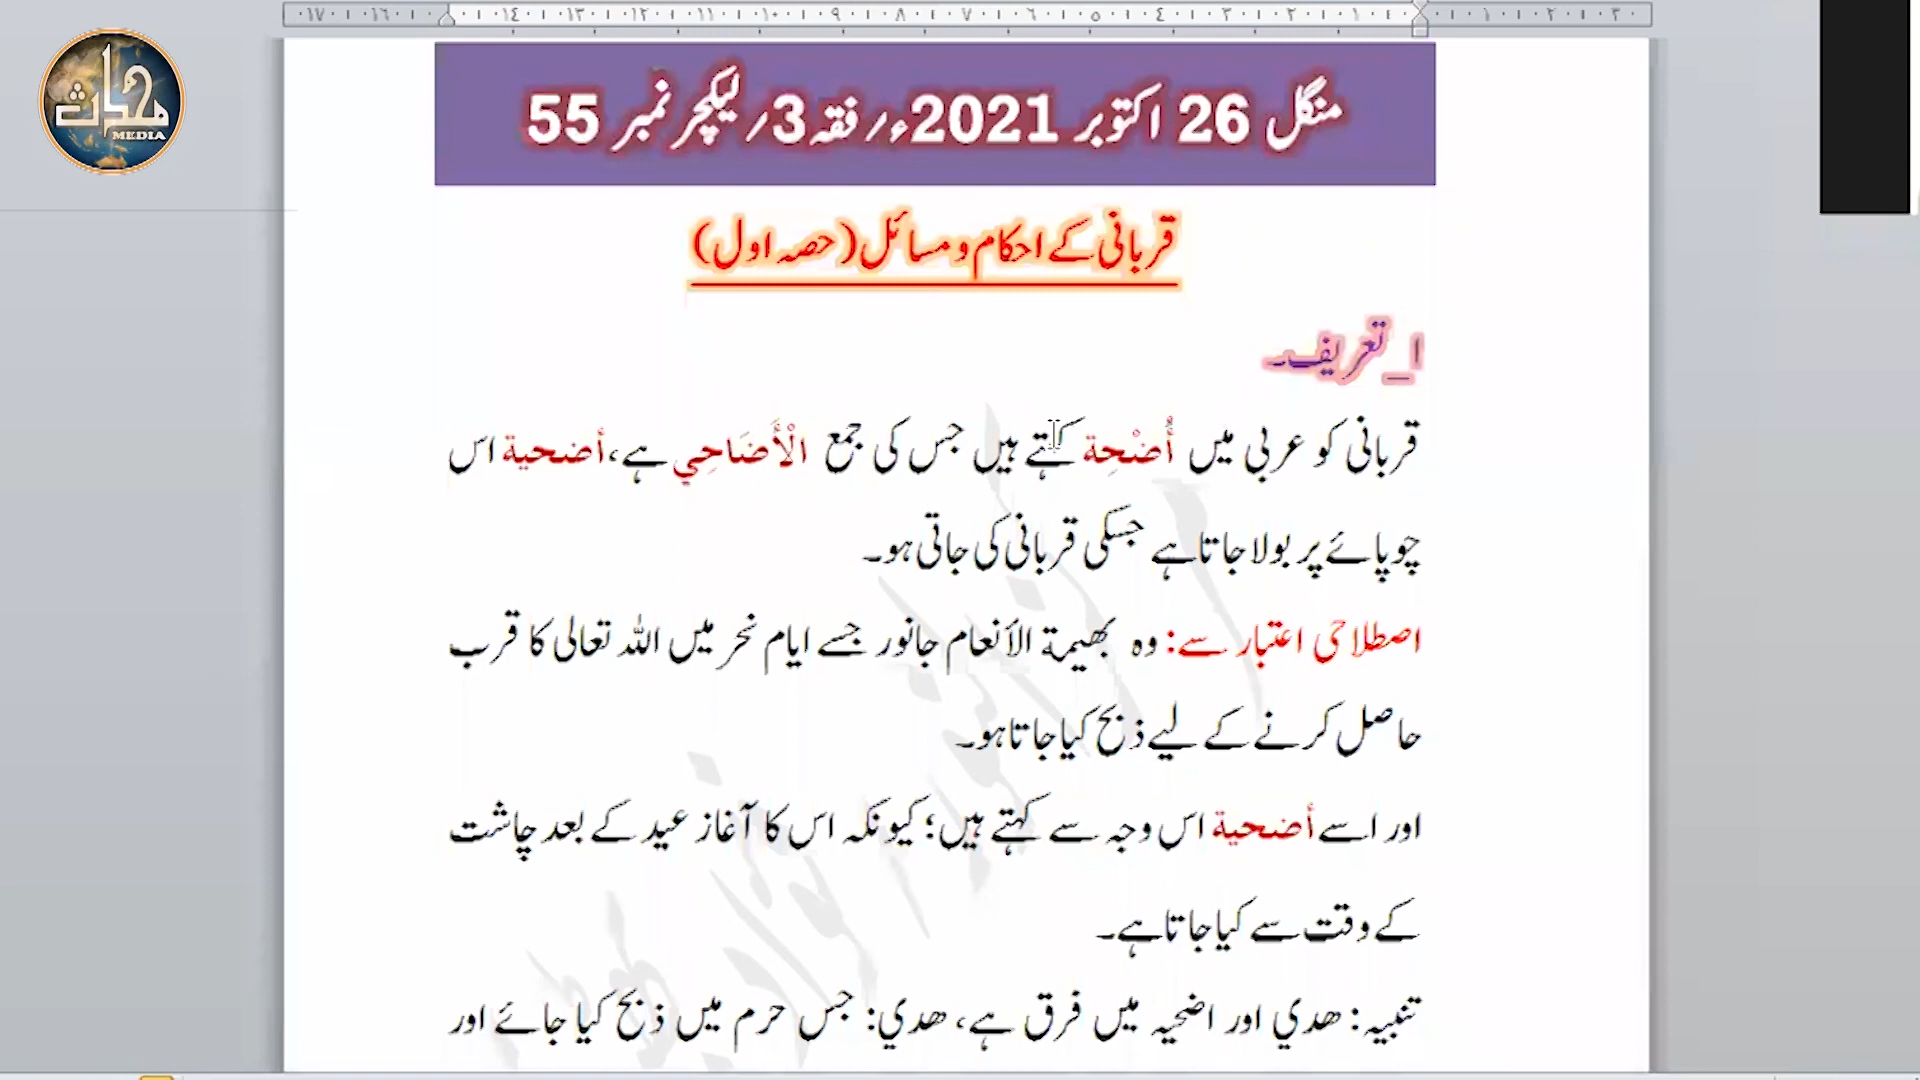 محدث
MEDIA
منگل 26 اکتوبر 2021ء / فقہ 3 / لیکچر نمبر 55
قربانی کے احکام و مسائل (حصہ اول)
۱_ تعریف۔
قربانی کو عربی میں أُضْحِة کہتے ہیں جس کی جمع الْأَضَاحِي ہے، أضحية اس
چوپائے پر بولا جاتا ہے جسکی قربانی کی جاتی ہو۔
اصطلاحی اعتبار سے: وہ بھیمة الأنعام جانور جسے ایام نحر میں اللہ تعالی کا قرب
حاصل کرنے کے لیے ذبح کیا جاتا ہو۔
اور اسے أضحية اس وجہ سے کہتے ہیں؛ کیونکہ اس کا آغاز عید کے بعد چاشت
کے وقت سے کیا جاتا ہے۔
تنبیہ: ھدي اور اضحیہ میں فرق ہے، ھدي: جس حرم میں ذبح کیا جائے اور